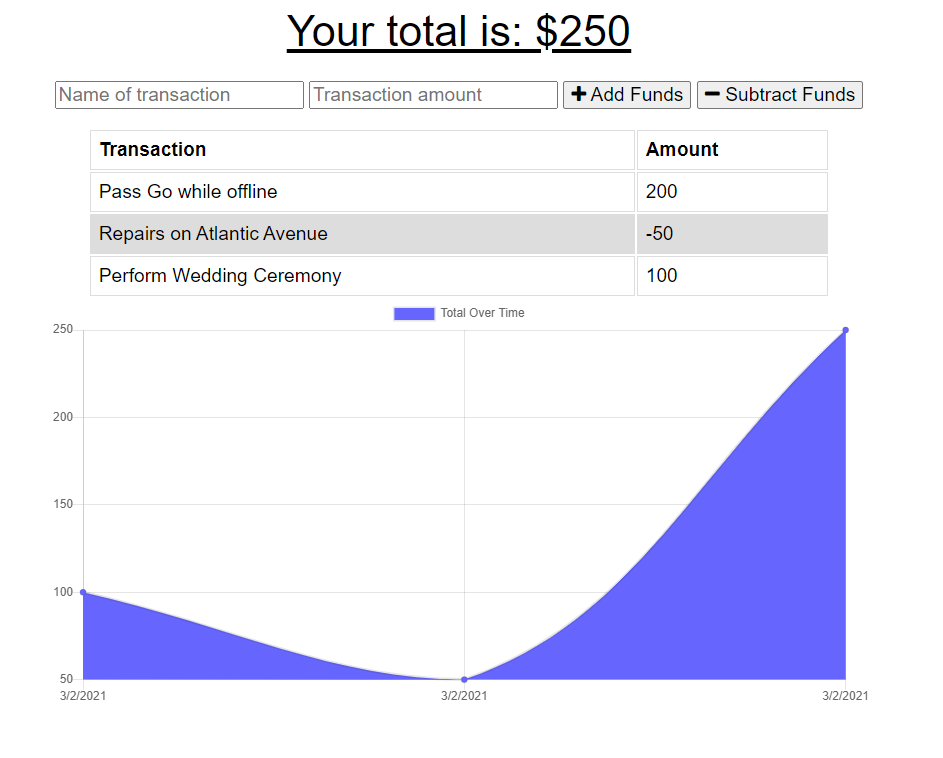 Your total is: $250
Name of transaction Transaction amount Add Funds Subtract Funds
Transaction Amount
Pass Go while offline 200
Repairs on Atlantic Avenue -50
Perform Wedding Ceremony 100
Total Over Time
250
200
150
100
50
3/2/2021 3/2/2021 3/2/2021